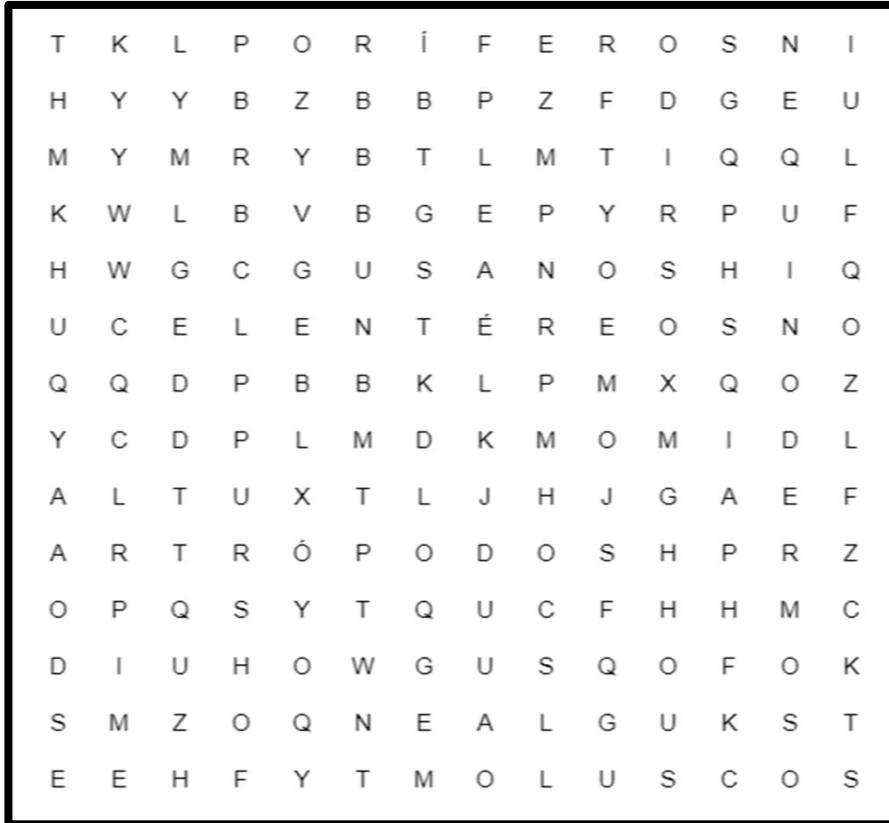 T K L P O R Í F E R O S N I
H Y Y B Z B B P Z F D G E U
M Y M R Y B T L M T I Q Q L
K W L B V B G E P Y R P U F
H W G C G U S A N O S H I Q
U C E L E N T É R E O S N O
Q Q D P B B K L P M X Q O Z
Y C D P L M D K M O M I D L
A L T U X T L J H J G A E F
A R T R Ó P O D O S H P R Z
O P Q S Y T Q U C F H H M C
D I U H O W G U S Q O F O K
S M Z O Q N E A L G U K S T
E E H F Y T M O L U S C O S